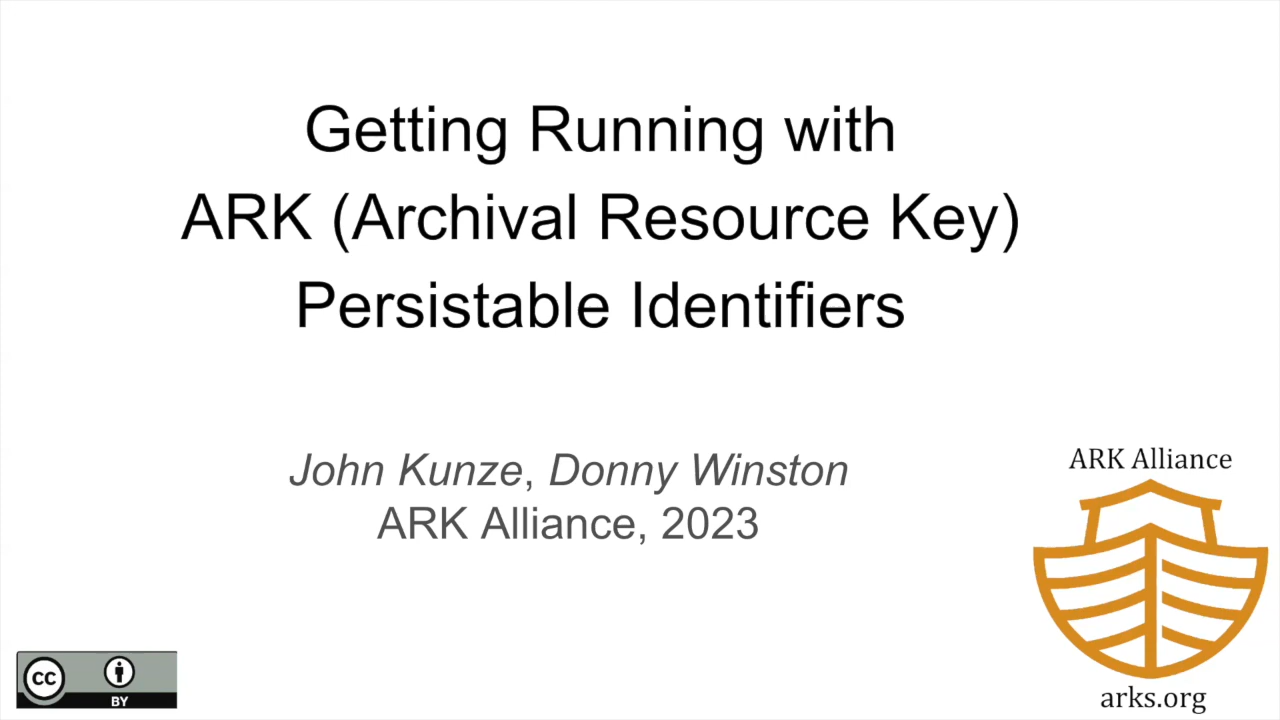 Getting Running with
ARK (Archival Resource Key)
Persistable Identifiers
John Kunze, Donny Winston
ARK Alliance, 2023
ARK Alliance
arks.org
CC
BY